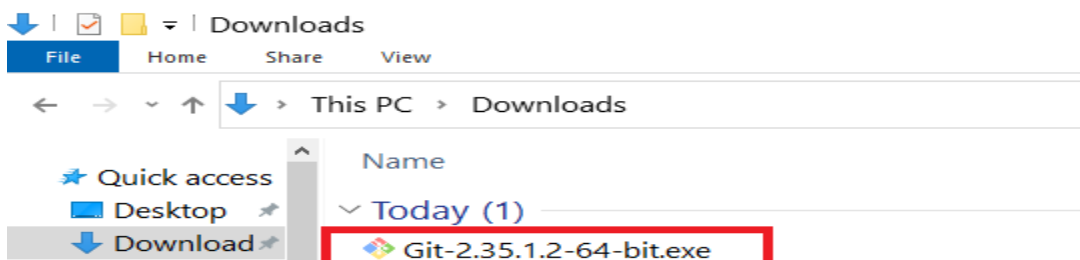 Downloads
File Home Share View
This PC > Downloads
Name
Quick access
Today (1)
Desktop
Download
Git-2.35.1.2-64-bit.exe